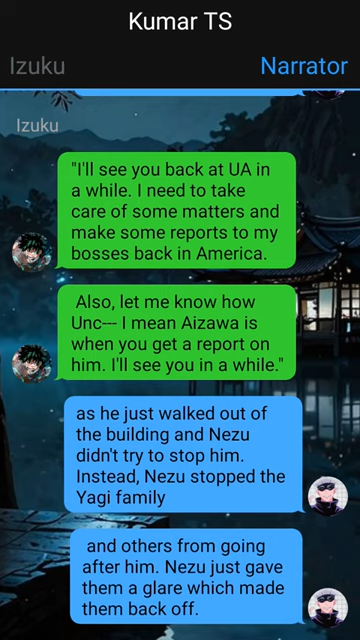 Kumar TS
Izuku
Narrator
Izuku
"I'll see you back at UA in
a while. I need to take
care of some matters and
make some reports to my
bosses back in America.
Also, let me know how
Unc--- I mean Aizawa is
when you get a report on
him. I'll see you in a while."
as he just walked out of
the building and Nezu
didn't try to stop him.
Instead, Nezu stopped the
Yagi family
and others from going
after him. Nezu just gave
them a glare which made
them back off.